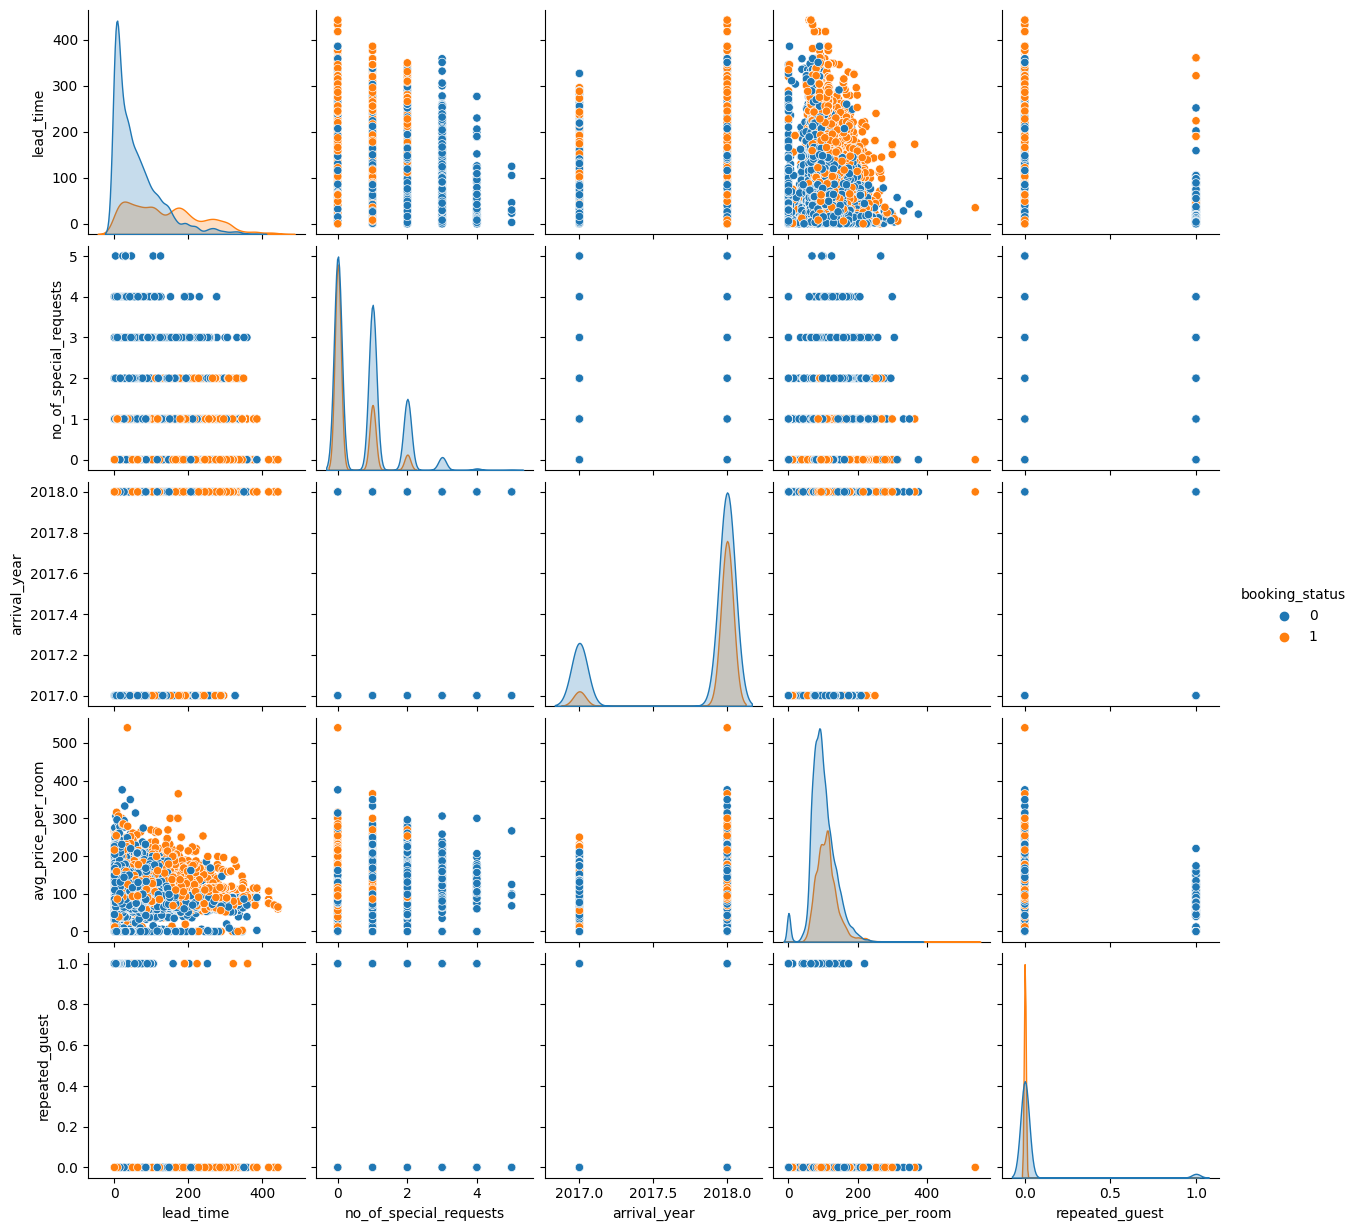 400
300
200
100
0
lead_time
5
4
3
2
1
0
no_of_special_requests
2018.0
2017.8
2017.6
2017.4
2017.2
2017.0
arrival_year
booking_status
0
1
500
400
300
200
100
0
avg_price_per_room
1.0
0.8
0.6
0.4
0.2
0.0
repeated_guest
0 200 400
0 2 4
2017.0 2017.5 2018.0
0 200 400
0.0 0.5 1.0
lead_time
no_of_special_requests
arrival_year
avg_price_per_room
repeated_guest